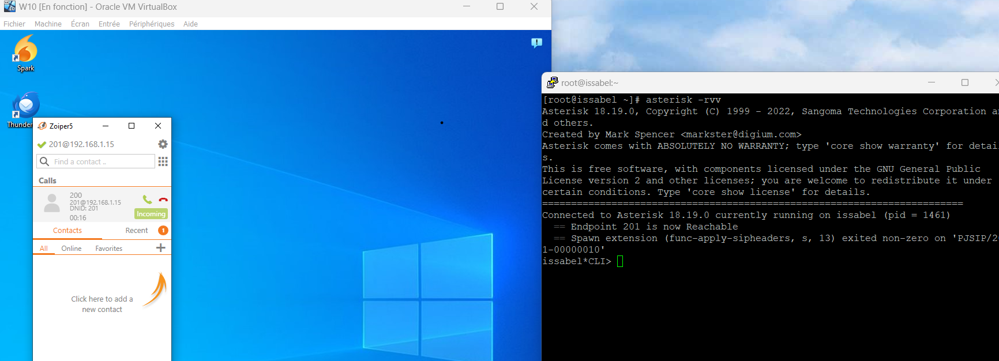 W10 [En fonction] - Oracle VM VirtualBox
Fichier Machine Écran Entrée Périphériques Aide
Spark
Thunder
Zoiper5
201@192.168.1.15
Find a contact ..
Calls
200
201@192.168.1.15
DNID: 201
00:16
Incoming
Contacts Recent 1
All Online Favorites
Click here to add a
new contact
root@issabel:~
[root@issabel ~]# asterisk -rvv
Asterisk 18.19.0, Copyright (C) 1999 - 2022, Sangoma Technologies Corporation an
d others.
Created by Mark Spencer <markster@digium.com>
Asterisk comes with ABSOLUTELY NO WARRANTY; type 'core show warranty' for detail
s.
This is free software, with components licensed under the GNU General Public
License version 2 and other licenses; you are welcome to redistribute it under
certain conditions. Type 'core show license' for details.
=========================================================================
Connected to Asterisk 18.19.0 currently running on issabel (pid = 1461)
== Endpoint 201 is now Reachable
== Spawn extension (func-apply-sipheaders, s, 13) exited non-zero on 'PJSIP/20
1-00000010'
issabel*CLI>